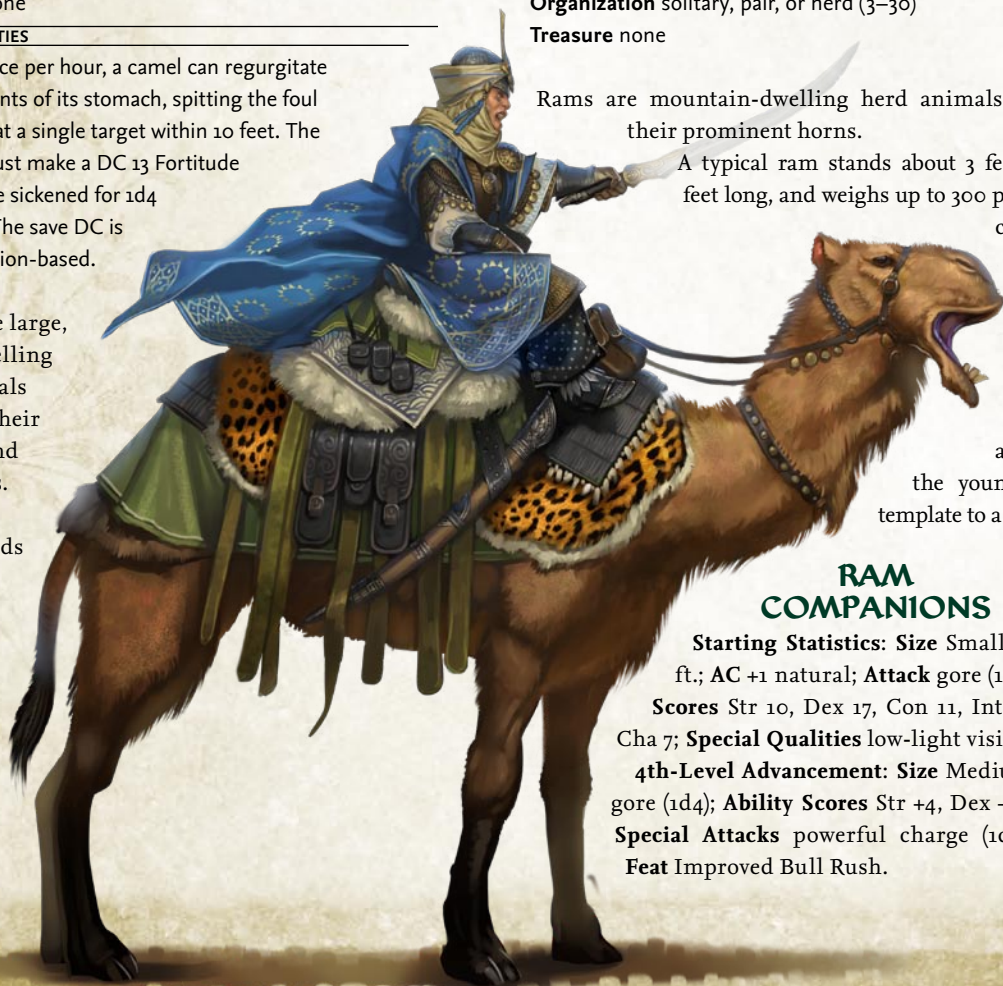 one
TIES
ce per hour, a camel can regurgitate
nts of its stomach, spitting the foul
at a single target within 10 feet. The
ust make a DC 13 Fortitude
e sickened for 1d4
The save DC is
ion-based.
e large,
elling
als
heir
nd
s.
ds
Organization solitary, pair, or herd (3–30)
Treasure none
Rams are mountain-dwelling herd animals
their prominent horns.
A typical ram stands about 3 fe
feet long, and weighs up to 300 p
a
the youn
template to a
RAM
COMPANIONS
Starting Statistics: Size Small
ft.; AC +1 natural; Attack gore (1
Scores Str 10, Dex 17, Con 11, Int
Cha 7; Special Qualities low-light visi
4th-Level Advancement: Size Mediu
gore (1d4); Ability Scores Str +4, Dex -
Special Attacks powerful charge (1d
Feat Improved Bull Rush.